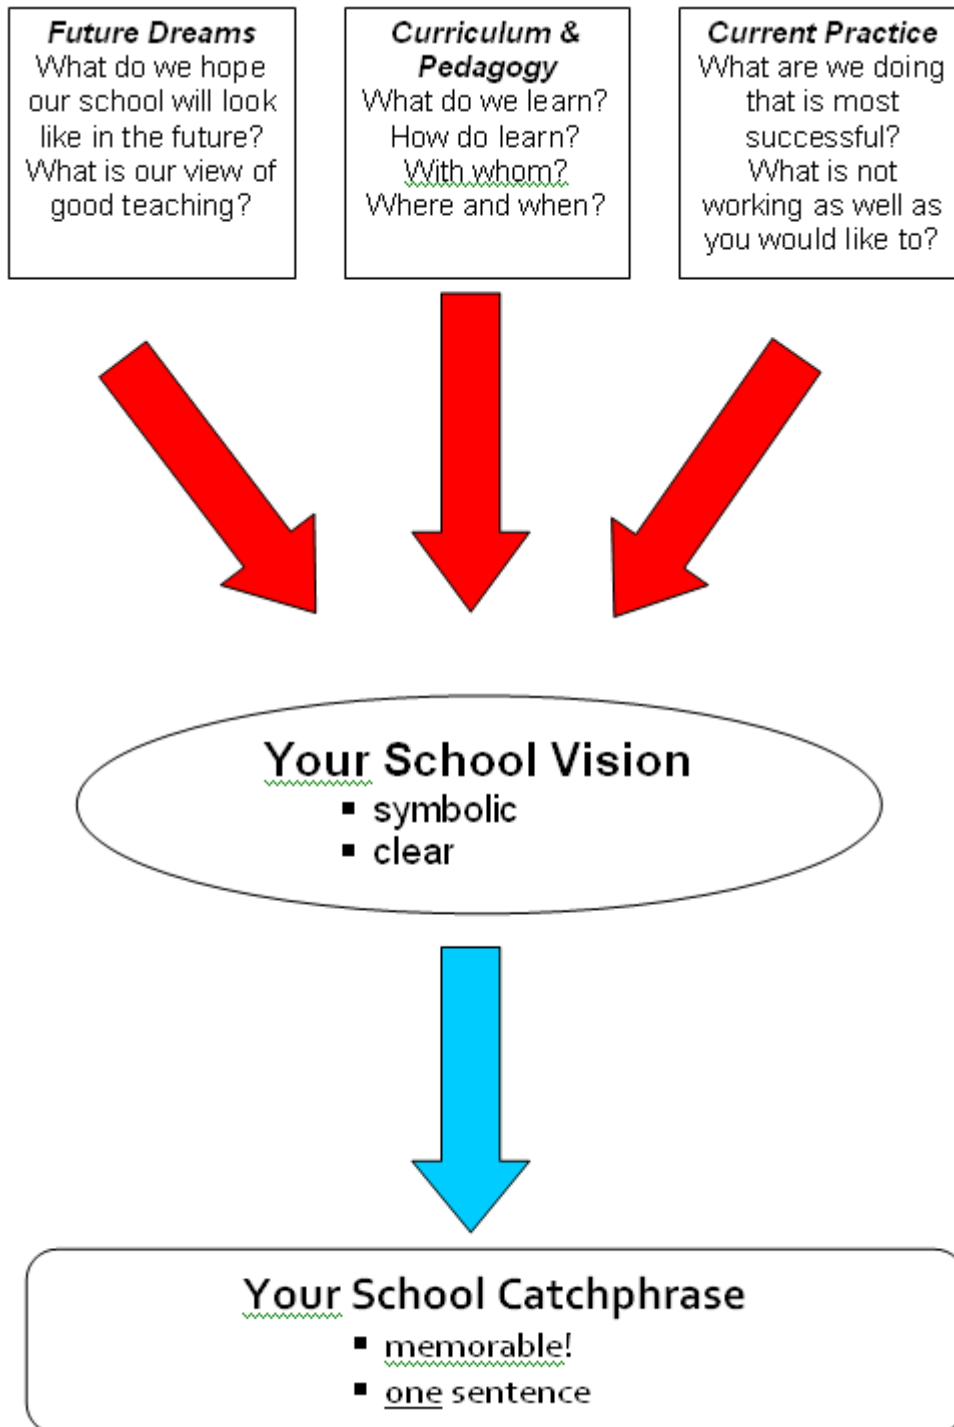 Future Dreams
What do we hope
our school will look
like in the future?
What is our view of
good teaching?
Curriculum &
Pedagogy
What do we learn?
How do learn?
With whom?
Where and when?
Current Practice
What are we doing
that is most
successful?
What is not
working as well as
you would like to?
Your School Vision
▪ symbolic
▪ clear
Your School Catchphrase
▪ memorable!
▪ one sentence